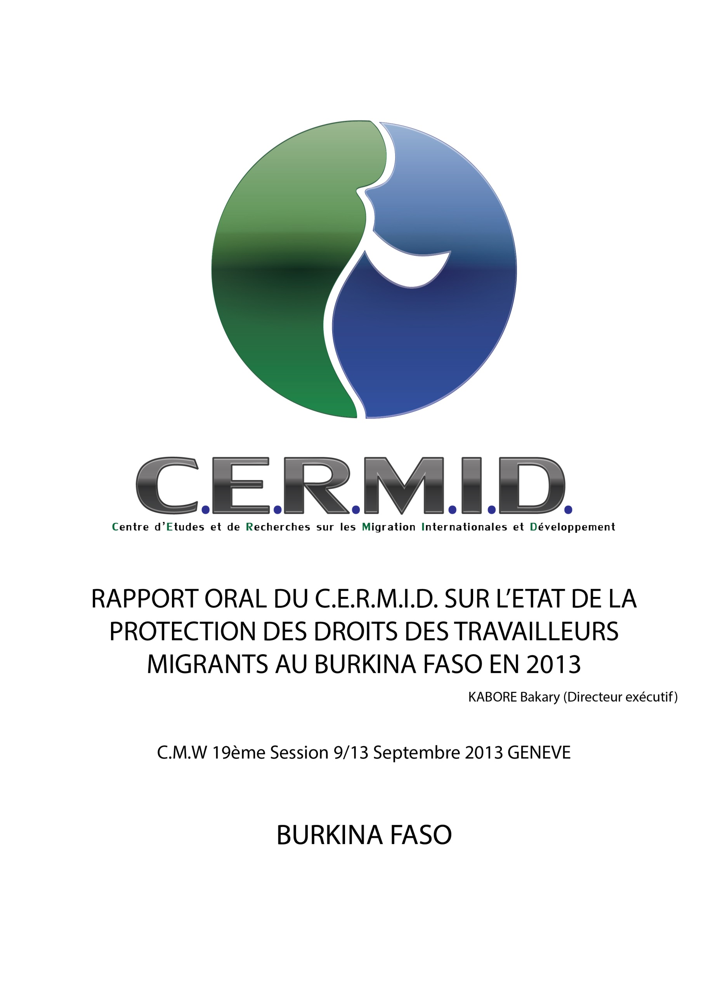 C.E.R.M.I.D.
Centre d'Etudes et de Recherches sur les Migration Internationales et Développement
RAPPORT ORAL DU C.E.R.M.I.D. SUR L'ETAT DE LA
PROTECTION DES DROITS DES TRAVAILLEURS
MIGRANTS AU BURKINA FASO EN 2013
KABORE Bakary (Directeur exécutif)
C.M.W 19ème Session 9/13 Septembre 2013 GENEVE
BURKINA FASO